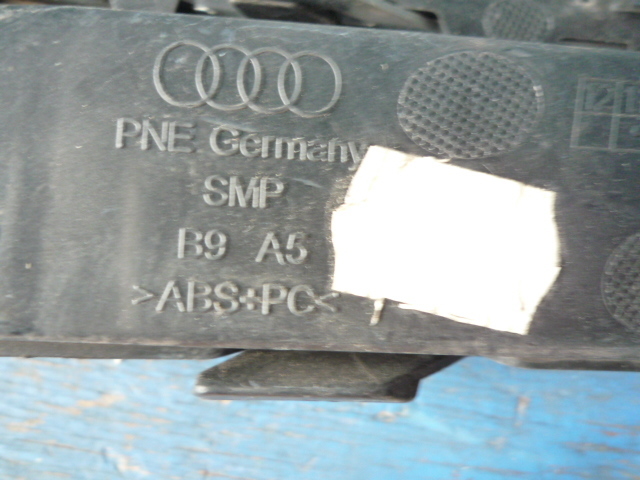 PNE Germany
SMP
B9 A5
>ABS+PC<